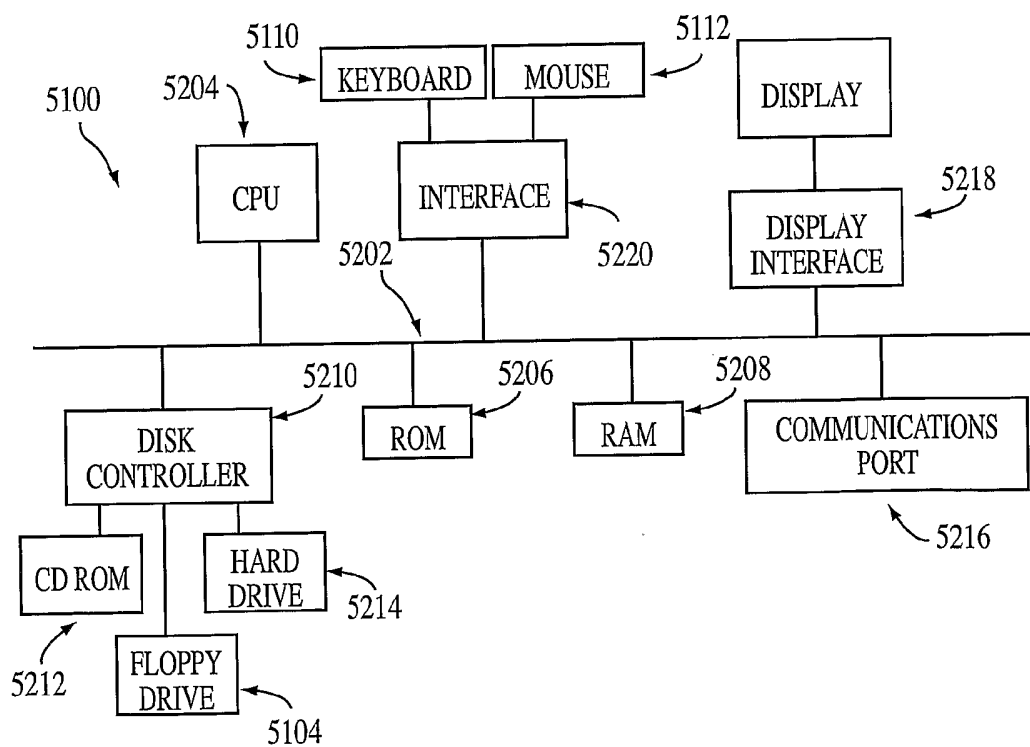 5110
KEYBOARD
MOUSE
5112
DISPLAY
5100
5204
CPU
INTERFACE
5220
DISPLAY
INTERFACE
5218
5202
5210
DISK
CONTROLLER
5206
ROM
5208
RAM
COMMUNICATIONS
PORT
5216
CD ROM
5212
HARD
DRIVE
5214
FLOPPY
DRIVE
5104